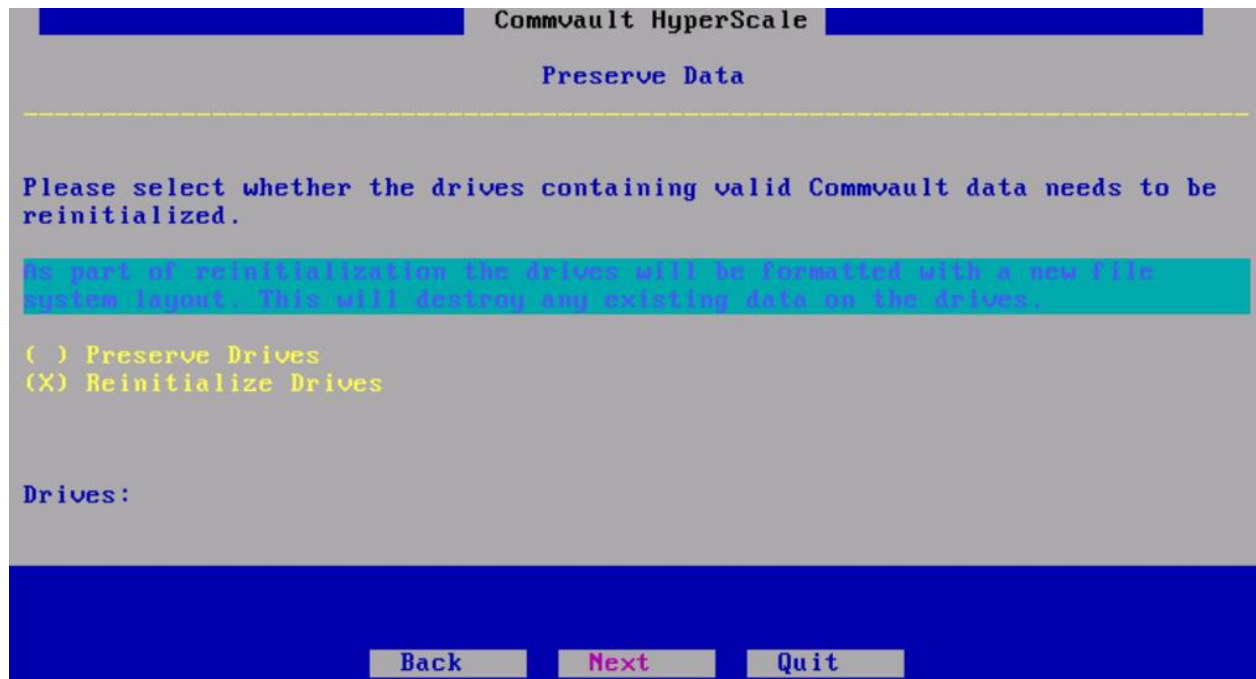 Commvault HyperScale
Preserve Data
Please select whether the drives containing valid Commvault data needs to be
reinitialized.
As part of reinitialization the drives will be formatted with a new file
system layout. This will destroy any existing data on the drives.
( ) Preserve Drives
(X) Reinitialize Drives
Drives:
Back Next Quit